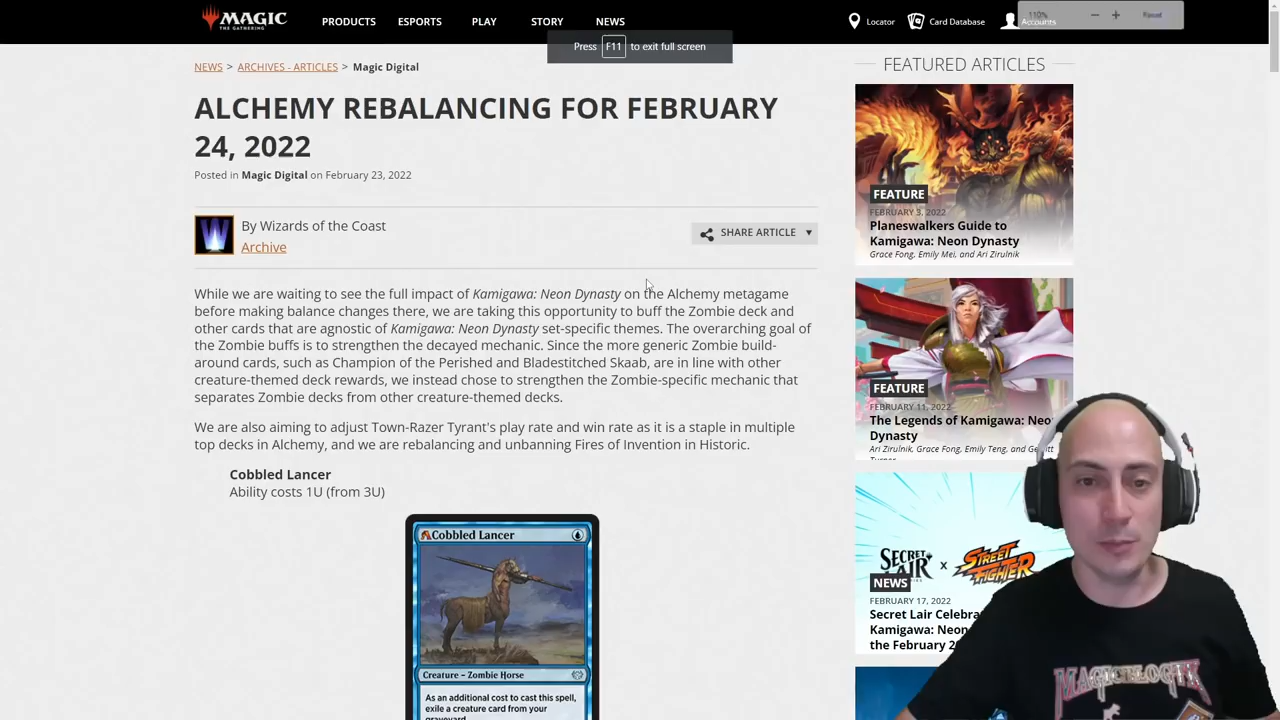 MAGIC
THE GATHERING
PRODUCTS
ESPORTS
PLAY
STORY
NEWS
Locator
Card Database
Accounts
110%
Reset
Press F11 to exit full screen
NEWS > ARCHIVES - ARTICLES > Magic Digital
ALCHEMY REBALANCING FOR FEBRUARY
24, 2022
Posted in Magic Digital on February 23, 2022
By Wizards of the Coast
Archive
SHARE ARTICLE
While we are waiting to see the full impact of Kamigawa: Neon Dynasty on the Alchemy metagame
before making balance changes there, we are taking this opportunity to buff the Zombie deck and
other cards that are agnostic of Kamigawa: Neon Dynasty set-specific themes. The overarching goal of
the Zombie buffs is to strengthen the decayed mechanic. Since the more generic Zombie build-
around cards, such as Champion of the Perished and Bladestitched Skaab, are in line with other
creature-themed deck rewards, we instead chose to strengthen the Zombie-specific mechanic that
separates Zombie decks from other creature-themed decks.
We are also aiming to adjust Town-Razer Tyrant's play rate and win rate as it is a staple in multiple
top decks in Alchemy, and we are rebalancing and unbanning Fires of Invention in Historic.
Cobbled Lancer
Ability costs 1U (from 3U)
Cobbled Lancer
Creature – Zombie Horse
As an additional cost to cast this spell,
exile a creature card from your
graveyard.
FEATURED ARTICLES
FEATURE
FEBRUARY 3, 2022
Planeswalkers Guide to
Kamigawa: Neon Dynasty
Grace Fong, Emily Mei, and Ari Zirulnik
FEATURE
FEBRUARY 11, 2022
The Legends of Kamigawa: Neo
Dynasty
Ari Zirulnik, Grace Fong, Emily Teng, and Ger
SECRET LAIR X STREET FIGHTER
NEWS
FEBRUARY 17, 2022
Secret Lair Celebra
Kamigawa: Neon
the February 2